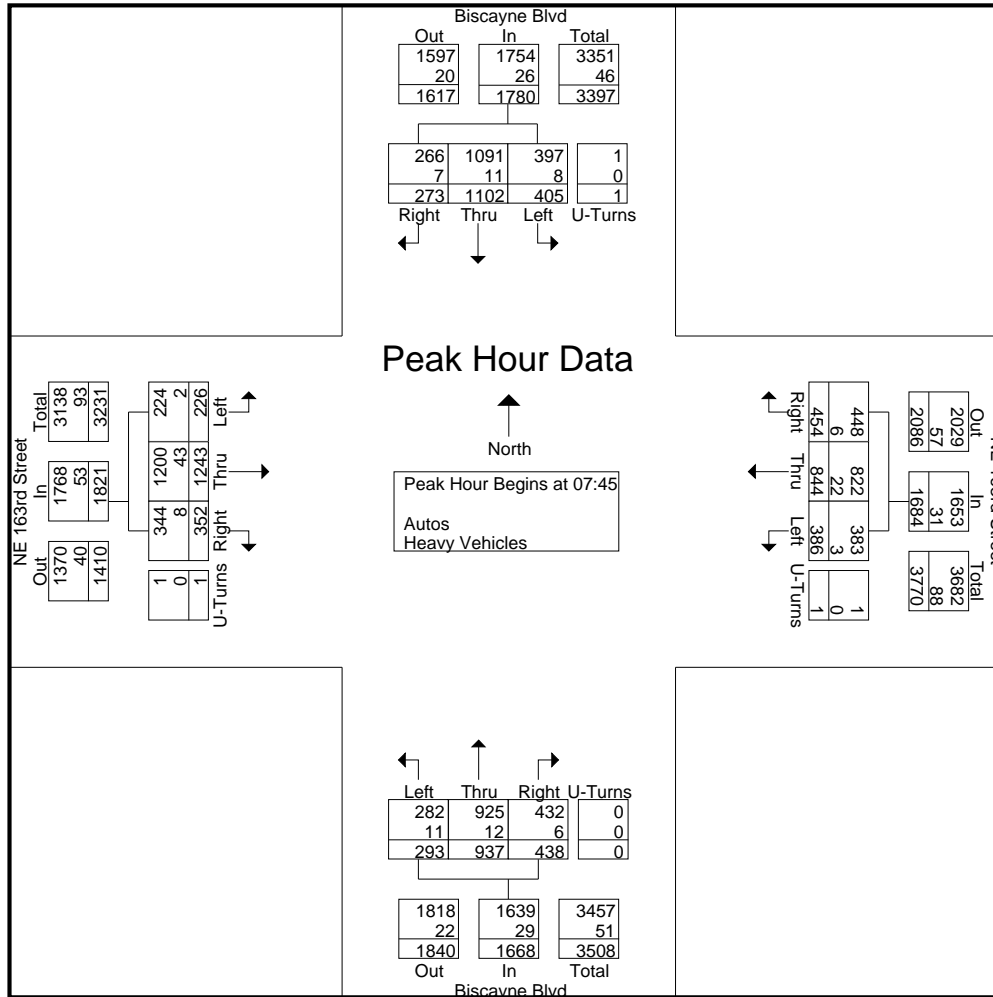 Biscayne Blvd
Out In Total
1597 1754 3351
20 26 46
1617 1780 3397
266 1091 397 1
7 11 8 0
273 1102 405 1
Right Thru Left U-Turns
Peak Hour Data
North
Peak Hour Begins at 07:45
Autos
Heavy Vehicles
NE 163rd Street
Out In Total
1370 1768 3138
40 53 93
1410 1821 3231
1 344 1200 224
0 8 43 2
1 352 1243 226
U-Turns Right Thru Left
Out In Total
2029 1653 3682
57 31 88
2086 1684 3770
448 822 383 1
6 22 3 0
454 844 386 1
Right Thru Left U-Turns
Left Thru Right U-Turns
282 925 432 0
11 12 6 0
293 937 438 0
1818 1639 3457
22 29 51
1840 1668 3508
Out In Total
Biscayne Blvd